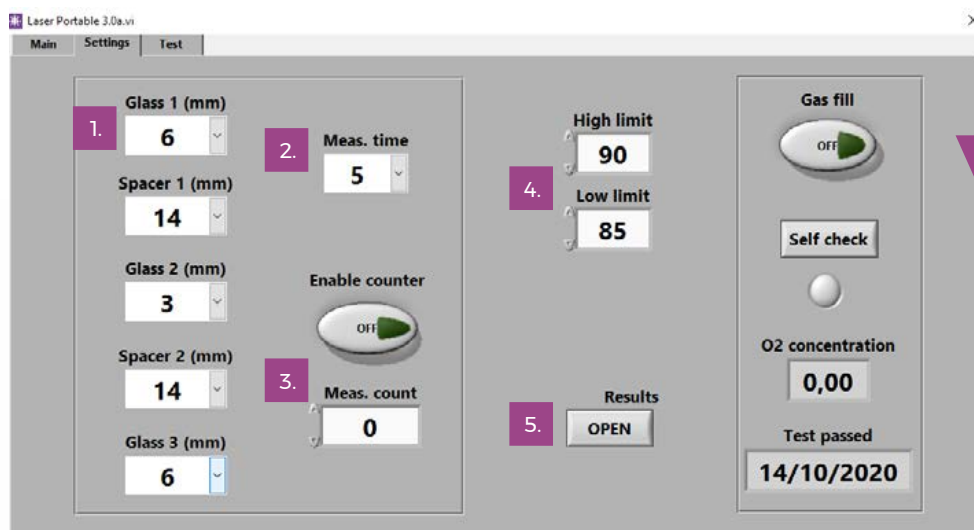 Laser Portable 3.0a.vi
Main Settings Test
1.
Glass 1 (mm)
6
Spacer 1 (mm)
14
Glass 2 (mm)
3
Spacer 2 (mm)
14
Glass 3 (mm)
6
2.
Meas. time
5
Enable counter
OFF
3.
Meas. count
0
4.
High limit
90
Low limit
85
5.
Results
OPEN
Gas fill
OFF
Self check
O2 concentration
0,00
Test passed
14/10/2020